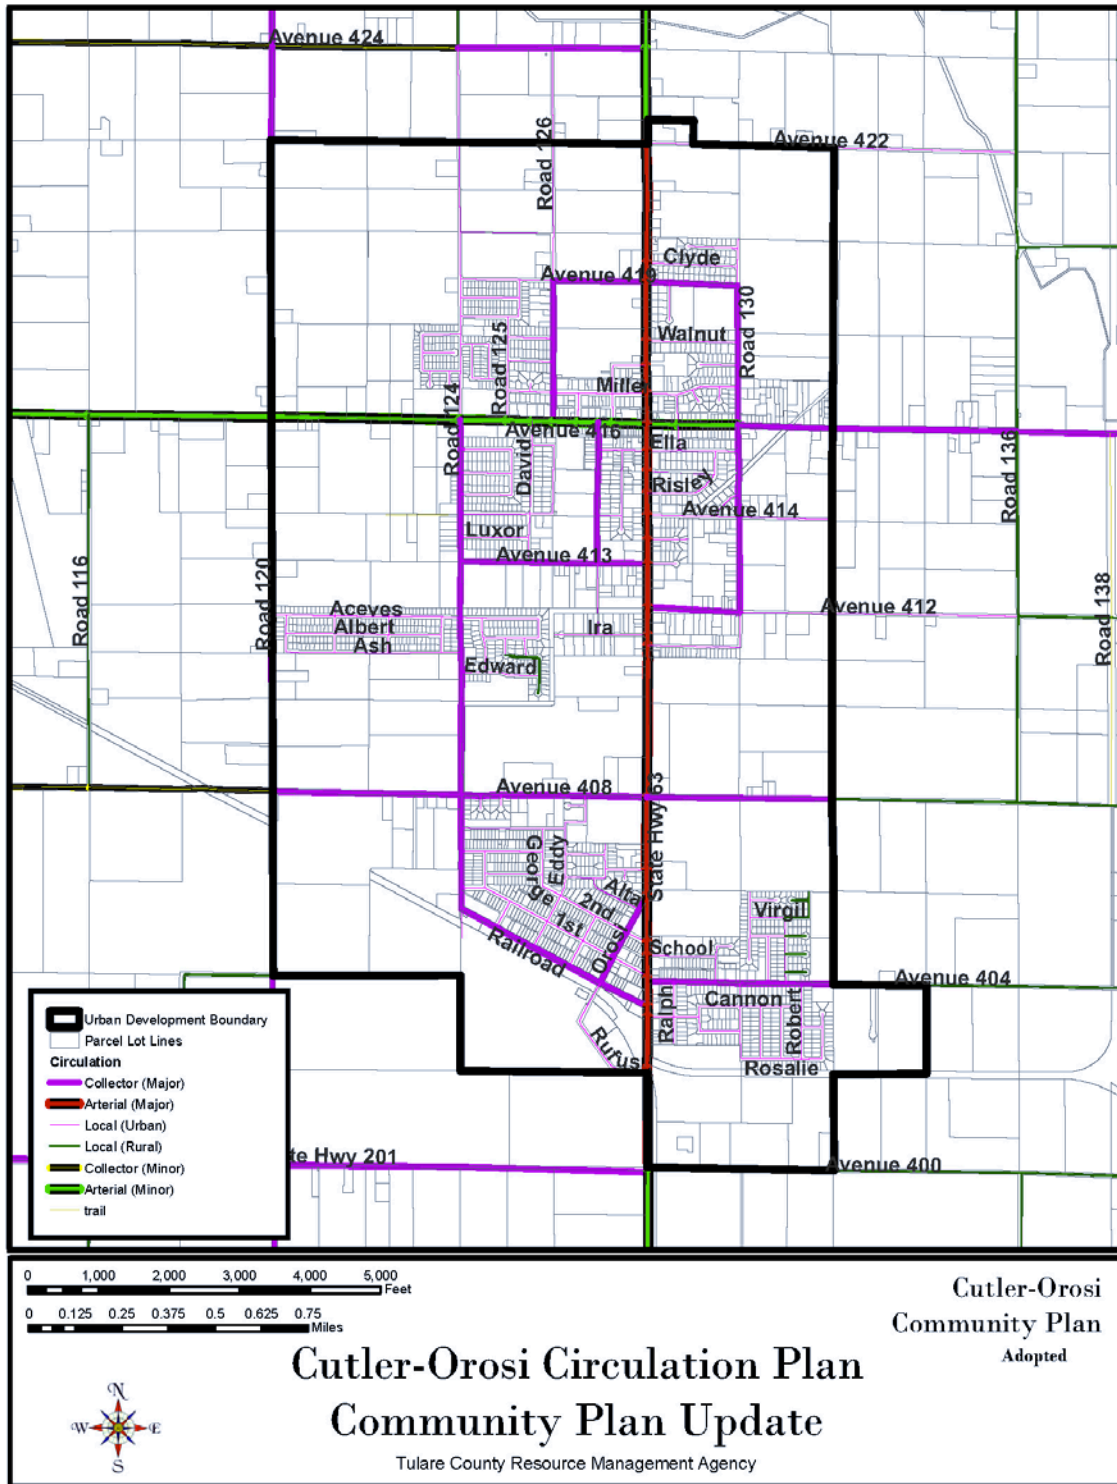 Avenue 424
Road 126
Avenue 422
Clyde
Avenue 419
Road 130
Walnut
Road 125
Miller
Road 124
Avenue 416
Ella
David
Road 136
Risley
Avenue 414
Luxor
Avenue 413
Road 116
Road 120
Road 138
Aceves
Avenue 412
Albert
Ira
Ash
Edward
Avenue 408
State Hwy 63
George
Eddy
Alta
2nd
1st
Virgil
Orosi
School
Railroad
Avenue 404
Ralph
Cannon
Robert
Rufus
Rosalie
te Hwy 201
Avenue 400
Urban Development Boundary
Parcel Lot Lines
Circulation
Collector (Major)
Arterial (Major)
Local (Urban)
Local (Rural)
Collector (Minor)
Arterial (Minor)
trail
0 1,000 2,000 3,000 4,000 5,000
Feet
0 0.125 0.25 0.375 0.5 0.625 0.75
Miles
Cutler-Orosi
Community Plan
Adopted
Cutler-Orosi Circulation Plan
Community Plan Update
Tulare County Resource Management Agency
N
W E
S